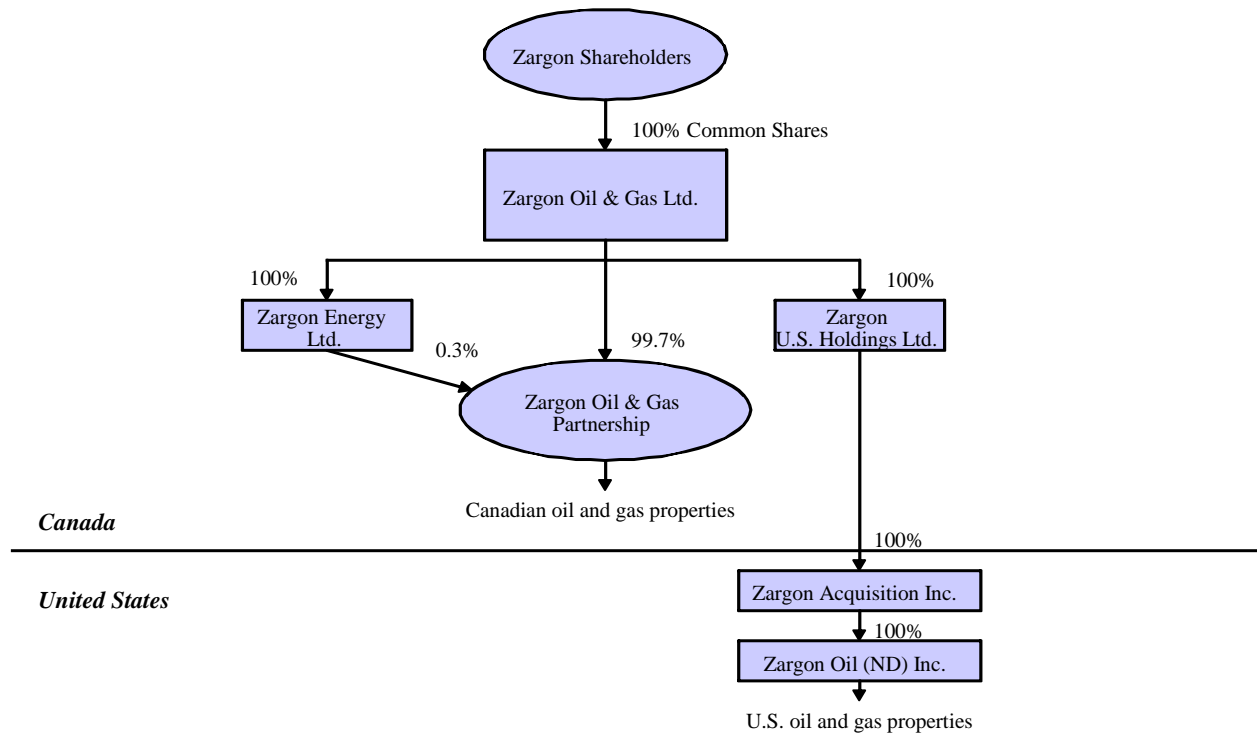 Zargon Shareholders
100% Common Shares
Zargon Oil & Gas Ltd.
100%
100%
Zargon Energy
Ltd.
Zargon
U.S. Holdings Ltd.
0.3%
99.7%
Zargon Oil & Gas
Partnership
Canadian oil and gas properties
Canada
100%
United States
Zargon Acquisition Inc.
100%
Zargon Oil (ND) Inc.
U.S. oil and gas properties